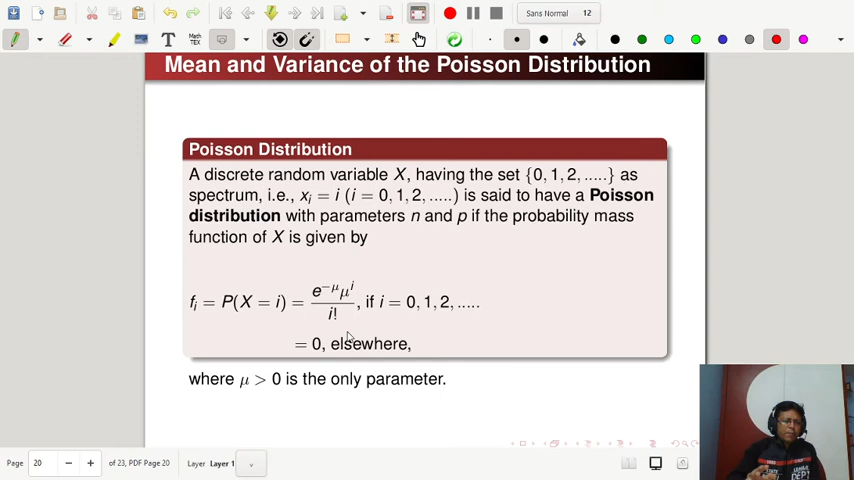 Sans Normal 12
T MATH TEX
Mean and Variance of the Poisson Distribution
Poisson Distribution
A discrete random variable X, having the set {0, 1, 2, .....} as
spectrum, i.e., xᵢ = i (i = 0, 1, 2, .....) is said to have a Poisson
distribution with parameters n and p if the probability mass
function of X is given by
fᵢ = P(X = i) = e^{−μ}μ^i / i!, if i = 0, 1, 2, .....
= 0, elsewhere,
where μ > 0 is the only parameter.
Page 20 − + of 23, PDF Page 20 Layer Layer 1